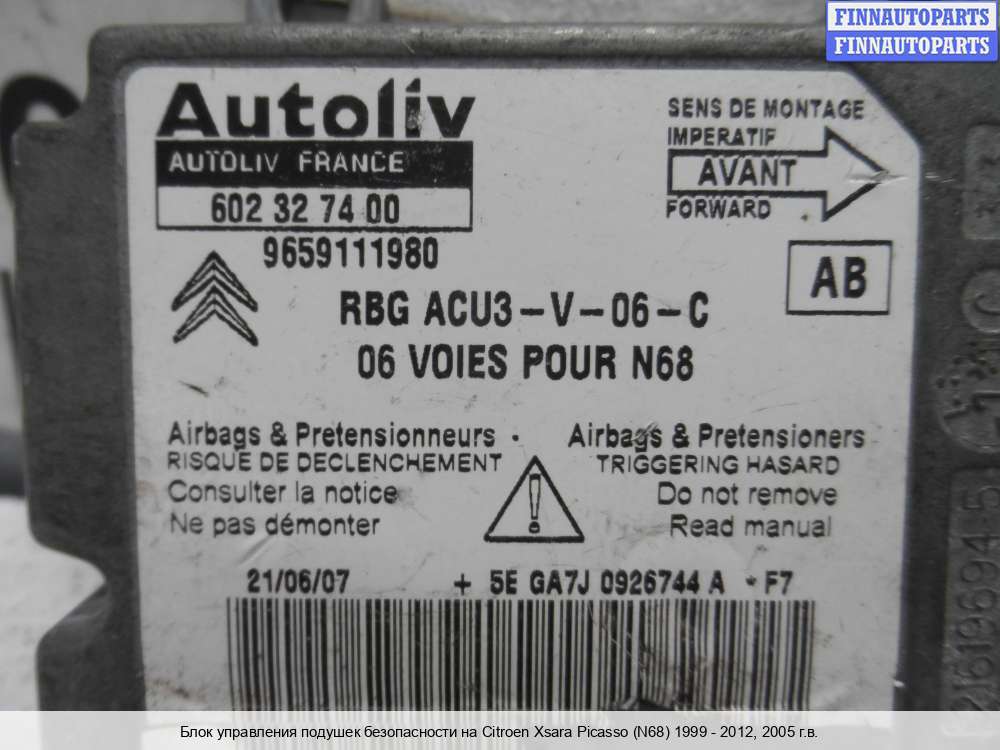 FINNAUTOPARTS
FINNAUTOPARTS
Autoliv
AUTOLIV FRANCE
602 32 74 00
9659111980
SENS DE MONTAGE
IMPERATIF
AVANT
FORWARD
AB
RBG ACU3-V-06-C
06 VOIES POUR N68
Airbags & Pretensionneurs
RISQUE DE DECLENCHEMENT
Consulter la notice
Ne pas démonter
Airbags & Pretensioners
TRIGGERING HASARD
Do not remove
Read manual
21/06/07 + 5E GA7J 0926744 A * F7
Блок управления подушек безопасности на Citroen Xsara Picasso (N68) 1999 - 2012, 2005 г.в.